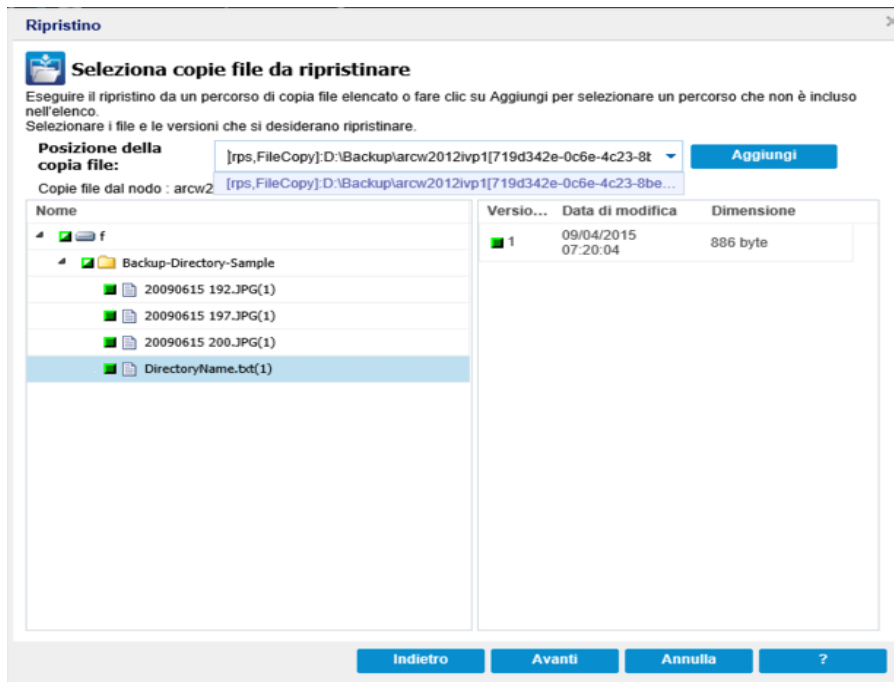 Ripristino
Seleziona copie file da ripristinare
Eseguire il ripristino da un percorso di copia file elencato o fare clic su Aggiungi per selezionare un percorso che non è incluso
nell'elenco.
Selezionare i file e le versioni che si desiderano ripristinare.
Posizione della
copia file:
]rps,FileCopy]:D:\Backup\arcw2012ivp1[719d342e-0c6e-4c23-8b
Aggiungi
[rps,FileCopy]:D:\Backup\arcw2012ivp1[719d342e-0c6e-4c23-8be...
Copie file dal nodo : arcw2
Nome
Versio... Data di modifica Dimensione
f
1 09/04/2015 07:20:04 886 byte
Backup-Directory-Sample
20090615 192.JPG(1)
20090615 197.JPG(1)
20090615 200.JPG(1)
DirectoryName.txt(1)
Indietro Avanti Annulla ?